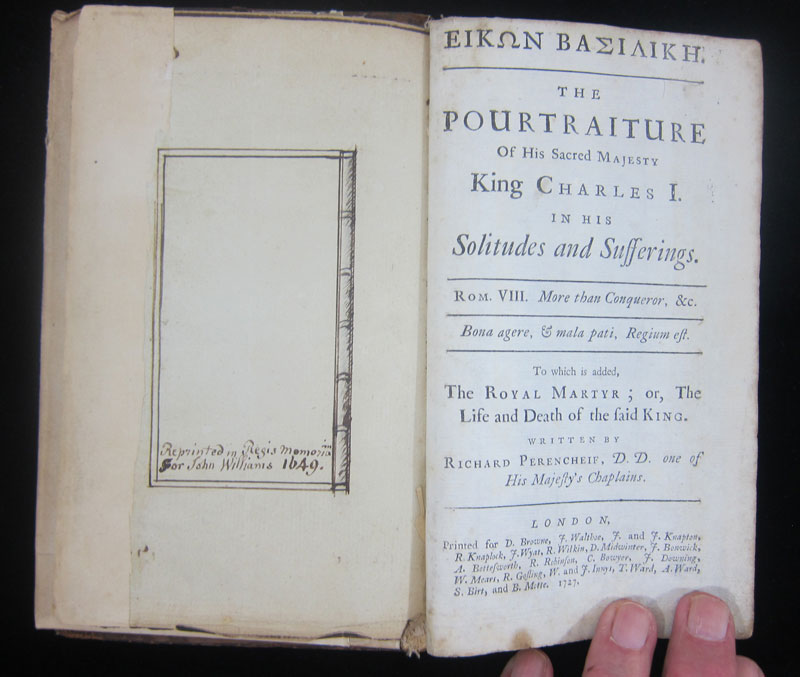 Reprinted in Regis Memoriam
For John Williams 1649.
ΕΙΚΩΝ ΒΑΣΙΛΙΚΗ.
THE
POURTRAITURE
Of His Sacred MAJESTY
King CHARLES I.
IN HIS
Solitudes and Sufferings.
ROM. VIII. More than Conqueror, &c.
Bona agere, & mala pati, Regium eſt.
To which is added,
The ROYAL MARTYR; or, The
Life and Death of the ſaid KING.
WRITTEN BY
RICHARD PERENCHEIF, D. D. one of
His Majeſty's Chaplains.
LONDON,
Printed for D. Browne, J. Walthoe, J. and J. Knapton,
R. Knaplock, J. Wyat, R. Wilkin, D. Midwinter, J. Bonwick,
A. Bettefworth, R. Robinſon, C. Bowyer, J. Downing,
W. Mears, R. Goſling, W. and J. Innys, T. Ward, A. Ward,
S. Birt, and B. Motte. 1727.